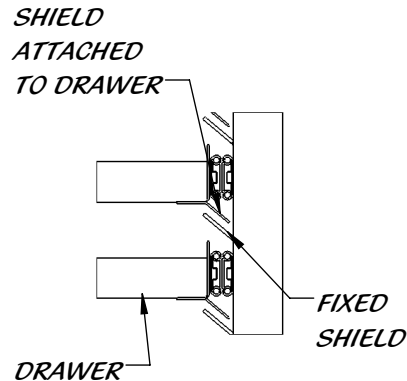 SHIELD
ATTACHED
TO DRAWER
FIXED
SHIELD
DRAWER